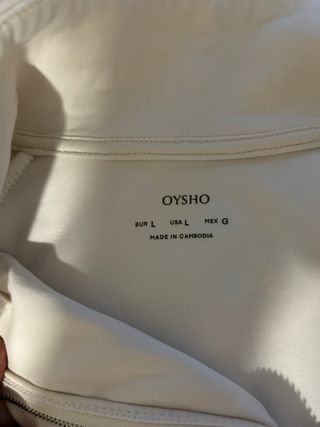 OYSHO
EUR L USA L MEX G
MADE IN CAMBODIA